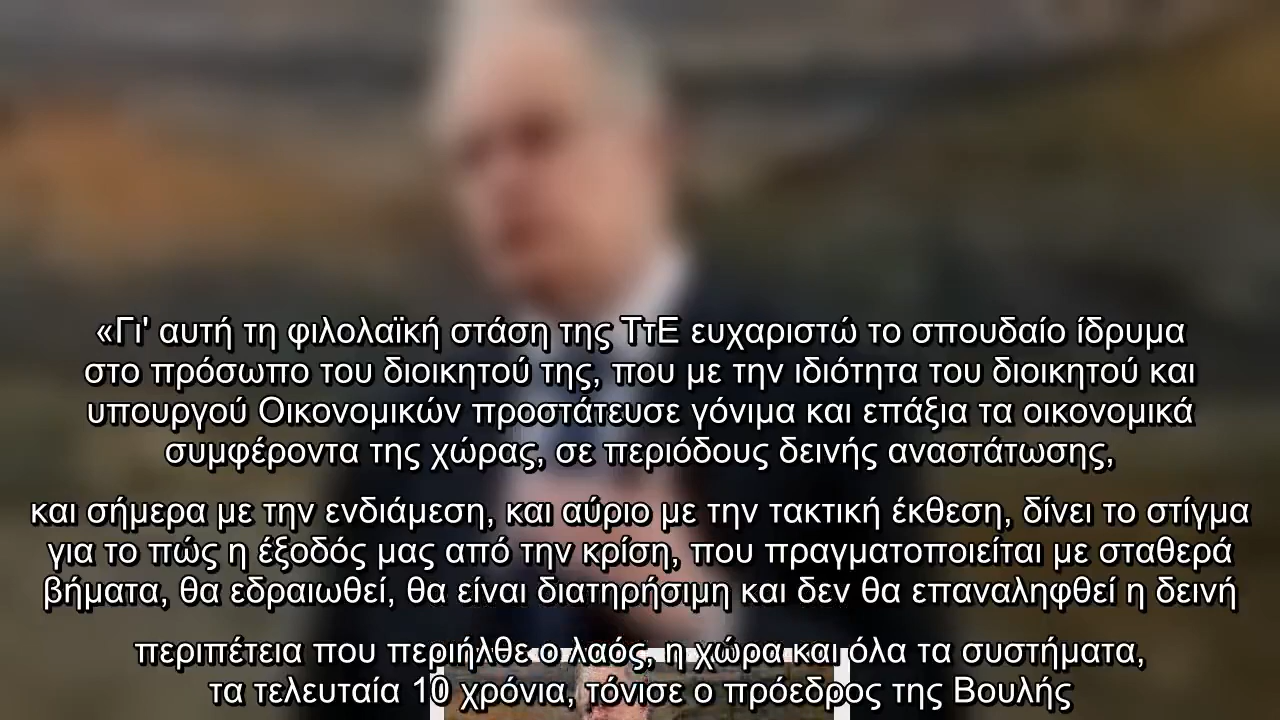 «Γι' αυτή τη φιλολαϊκή στάση της ΤτΕ ευχαριστώ το σπουδαίο ίδρυμα
στο πρόσωπο του διοικητού της, που με την ιδιότητα του διοικητού και
υπουργού Οικονομικών προστάτευσε γόνιμα και επάξια τα οικονομικά
συμφέροντα της χώρας, σε περιόδους δεινής αναστάτωσης,
και σήμερα με την ενδιάμεση, και αύριο με την τακτική έκθεση, δίνει το στίγμα
για το πώς η έξοδός μας από την κρίση, που πραγματοποιείται με σταθερά
βήματα, θα εδραιωθεί, θα είναι διατηρήσιμη και δεν θα επαναληφθεί η δεινή
περιπέτεια που περιήλθε ο λαός, η χώρα και όλα τα συστήματα,
τα τελευταία 10 χρόνια, τόνισε ο πρόεδρος της Βουλής